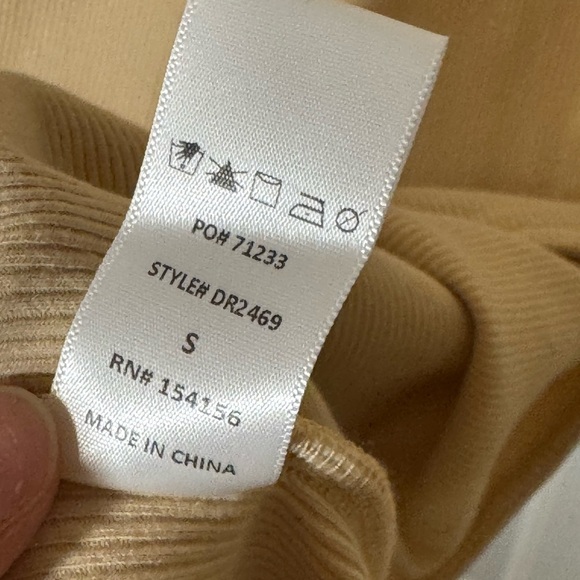 PO# 71233
STYLE# DR2469
S
RN# 154156
MADE IN CHINA